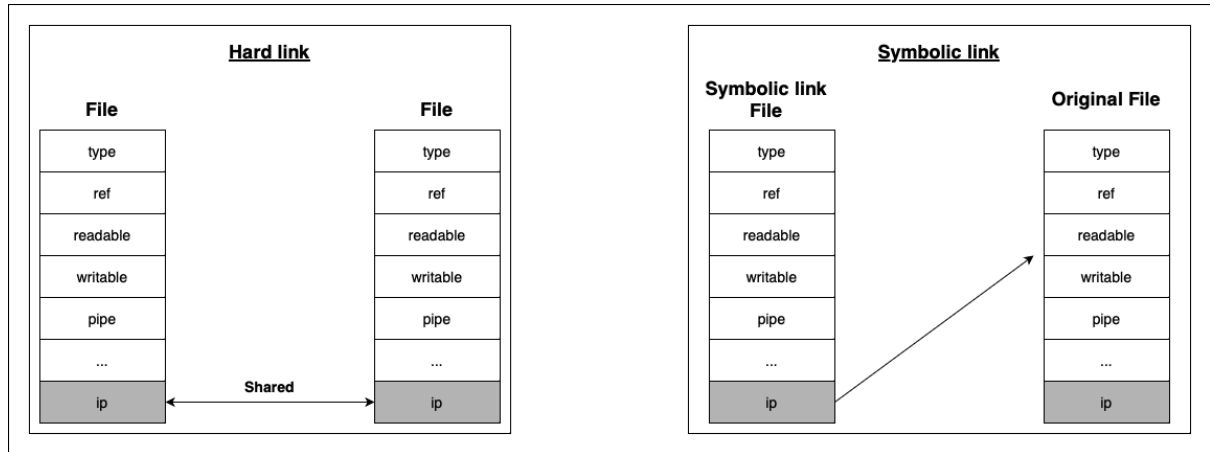 Hard link
File
type
ref
readable
writable
pipe
...
ip
Shared
File
type
ref
readable
writable
pipe
...
ip
Symbolic link
Symbolic link
File
type
ref
readable
writable
pipe
...
ip
Original File
type
ref
readable
writable
pipe
...
ip